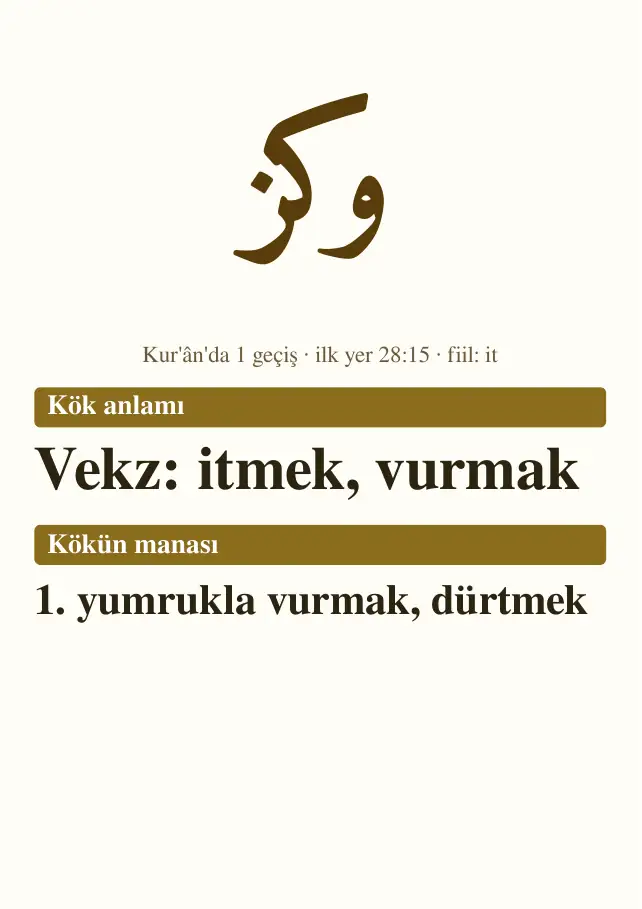 وكز
Kur'ân'da 1 geçiş · ilk yer 28:15 · fiil: it
Kök anlamı
Vekz: itmek, vurmak
Kökün manası
1. yumrukla vurmak, dürtmek